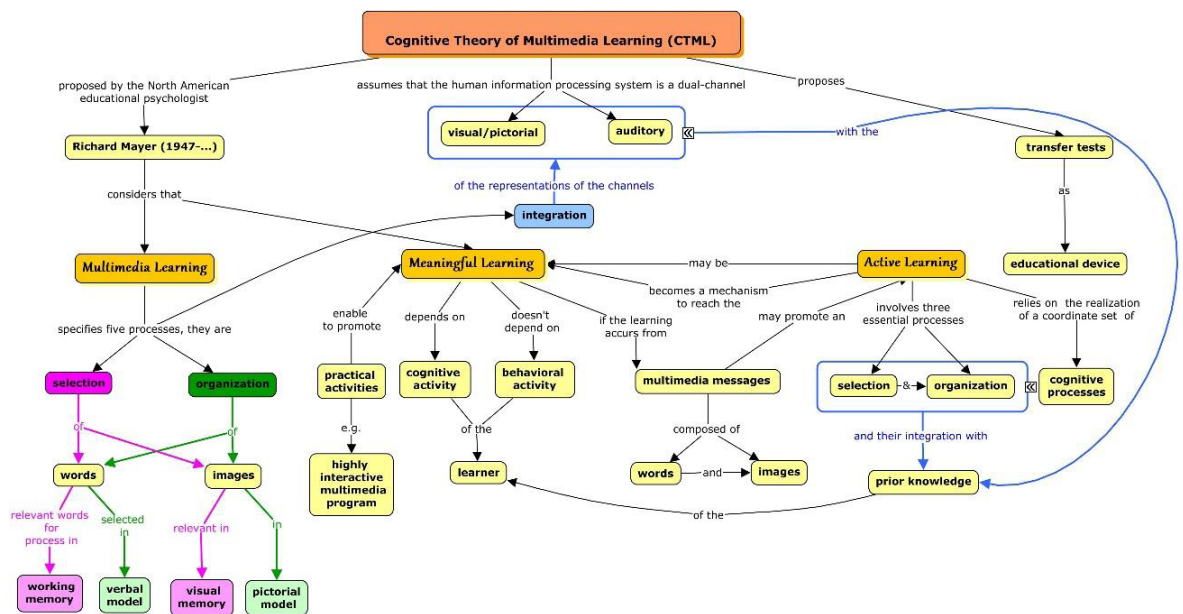 Cognitive Theory of Multimedia Learning (CTML)
proposed by the North American
educational psychologist
assumes that the human information processing system is a dual-channel
proposes
visual/pictorial
auditory
with the
Richard Mayer (1947-...)
transfer tests
of the representations of the channels
as
considers that
integration
Multimedia Learning
Meaningful Learning
may be
Active Learning
educational device
becomes a mechanism
to reach the
specifies five processes, they are
enable
to promote
depends on
doesn't
depend on
if the learning
accurs from
may promote an
involves three
essential processes
relies on the realization
of a coordinate set of
selection
organization
practical
activities
cognitive
activity
behavioral
activity
multimedia messages
selection
&
organization
cognitive
processes
of
of
e.g.
of the
composed of
and their integration with
words
images
highly
interactive
multimedia
program
learner
words
and
images
prior knowledge
relevant words
for
process in
selected
in
relevant in
in
of the
working
memory
verbal
model
visual
memory
pictorial
model